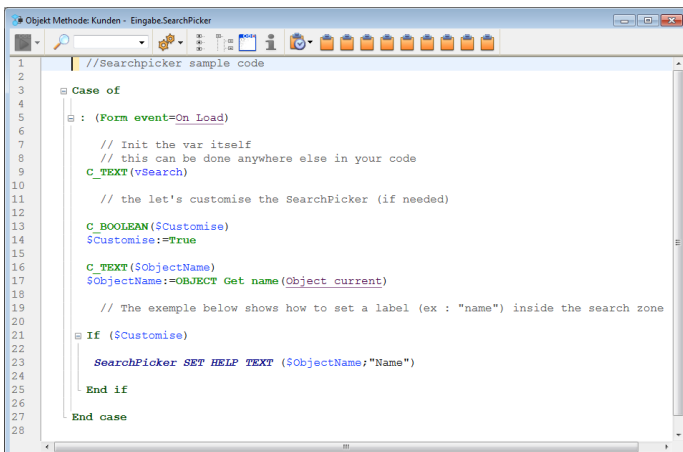 Objekt Methode: Kunden - Eingabe.SearchPicker
1 //Searchpicker sample code
2
3 Case of
4
5 : (Form event=On Load)
6
7 // Init the var itself
8 // this can be done anywhere else in your code
9 C_TEXT(vSearch)
10
11 // the let's customise the SearchPicker (if needed)
12
13 C_BOOLEAN($Customise)
14 $Customise:=True
15
16 C_TEXT($ObjectName)
17 $ObjectName:=OBJECT Get name(Object current)
18
19 // The exemple below shows how to set a label (ex : "name") inside the search zone
20
21 If ($Customise)
22
23 SearchPicker SET HELP TEXT ($ObjectName;"Name")
24
25 End if
26
27 End case
28